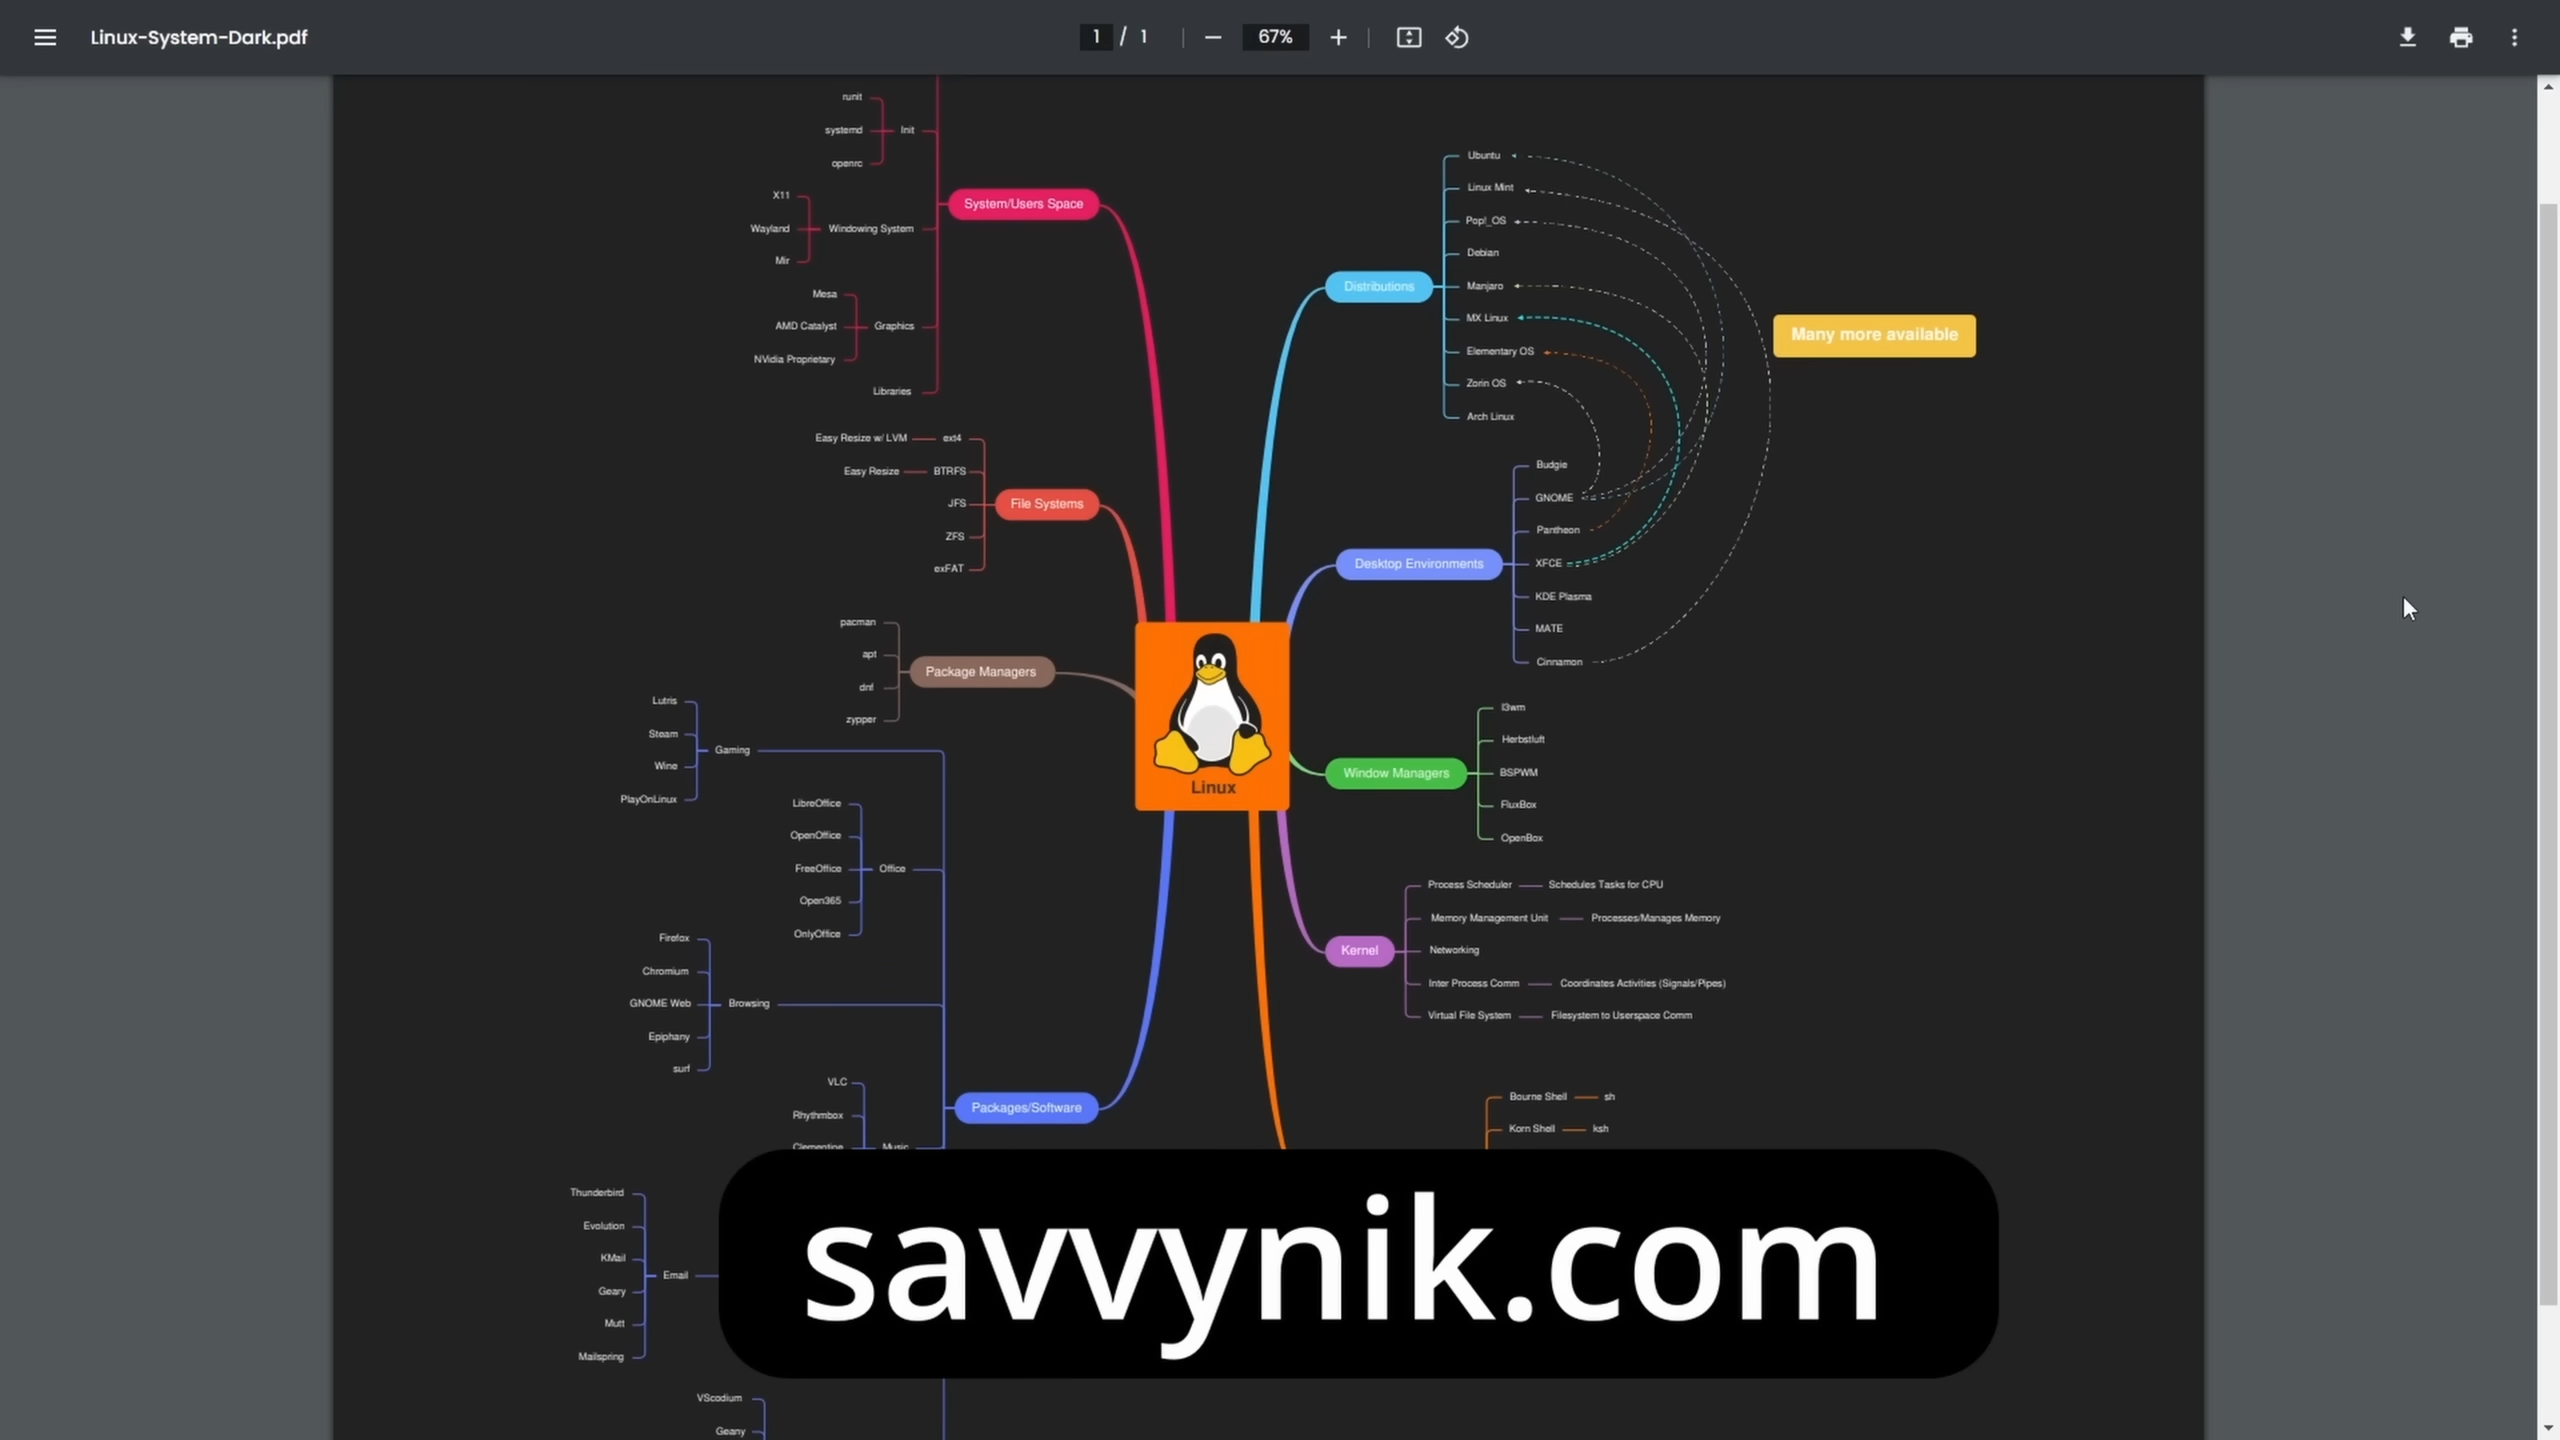 Linux-System-Dark.pdf
1 / 1
67%
runit
systemd
openrc
Init
X11
Wayland
Mir
Windowing System
Mesa
AMD Catalyst
NVidia Proprietary
Graphics
Libraries
System/Users Space
Easy Resize w/ LVM
ext4
Easy Resize
BTRFS
JFS
ZFS
exFAT
File Systems
pacman
apt
dnf
zypper
Package Managers
Lutris
Steam
Wine
PlayOnLinux
Gaming
LibreOffice
OpenOffice
FreeOffice
Open365
OnlyOffice
Office
Firefox
Chromium
GNOME Web
Epiphany
surf
Browsing
VLC
Rhythmbox
Clementine
Music
Packages/Software
Thunderbird
Evolution
KMail
Geary
Mutt
Mailspring
Email
VScodium
Geany
Linux
Distributions
Ubuntu
Linux Mint
Pop!_OS
Debian
Manjaro
MX Linux
Elementary OS
Zorin OS
Arch Linux
Many more available
Desktop Environments
Budgie
GNOME
Pantheon
XFCE
KDE Plasma
MATE
Cinnamon
Window Managers
I3wm
Herbstluft
BSPWM
FluxBox
OpenBox
Kernel
Process Scheduler
Schedules Tasks for CPU
Memory Management Unit
Processes/Manages Memory
Networking
Inter Process Comm
Coordinates Activities (Signals/Pipes)
Virtual File System
Filesystem to Userspace Comm
Bourne Shell
sh
Korn Shell
ksh
savvynik.com